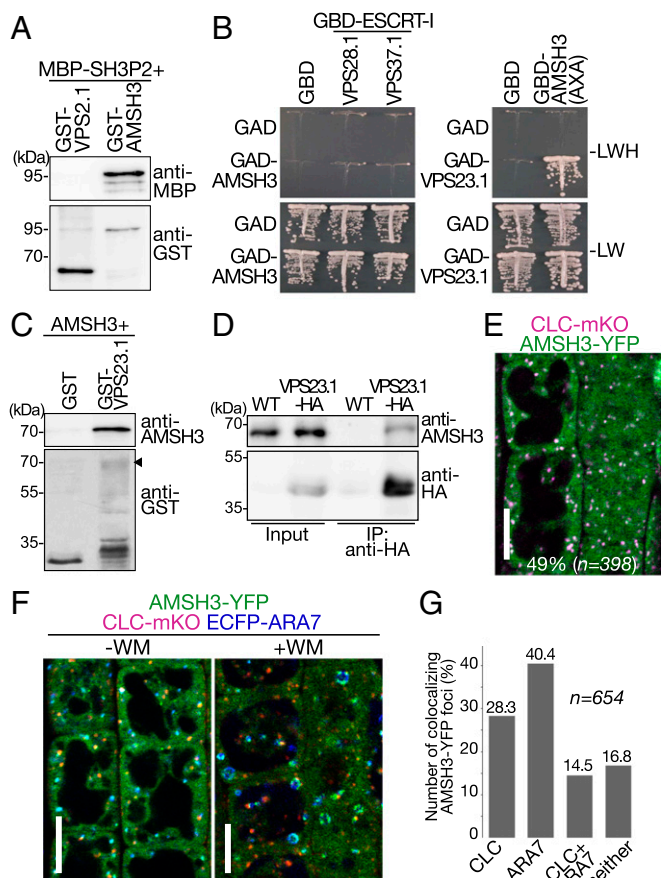 A
MBP-SH3P2+
GST-VPS2.1
GST-AMSH3
(kDa)
95-
anti-MBP
95-
70-
anti-GST
B
GBD-ESCRT-I
GBD
VPS28.1
VPS37.1
GAD
GAD-AMSH3
GAD
GAD-AMSH3
GBD
GBD-AMSH3 (AXA)
GAD
GAD-VPS23.1
-LWH
GAD
GAD-VPS23.1
-LW
C
AMSH3+
GST
GST-VPS23.1
(kDa)
70-
anti-AMSH3
70-
55-
35-
anti-GST
D
WT
VPS23.1-HA
WT
VPS23.1-HA
(kDa)
70-
anti-AMSH3
55-
35-
anti-HA
Input
IP: anti-HA
E
CLC-mKO
AMSH3-YFP
49% (n=398)
F
AMSH3-YFP
CLC-mKO ECFP-ARA7
-WM
+WM
G
Number of colocalizing
AMSH3-YFP foci (%)
40
30
20
10
0
28.3
40.4
14.5
16.8
n=654
CLC
ARA7
CLC+
neither